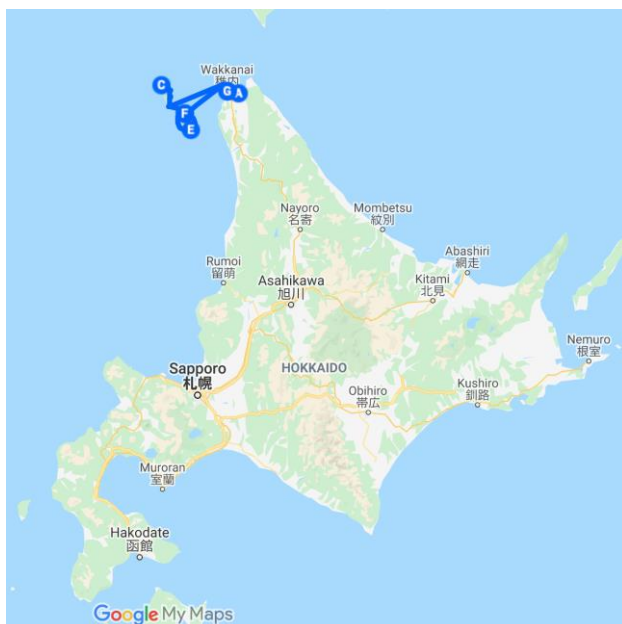 Wakkanai
稚内
C
G A
F
E
Nayoro
名寄
Mombetsu
紋別
Rumoi
留萌
Abashiri
網走
Asahikawa
旭川
Kitami
北見
Nemuro
根室
Sapporo
札幌
HOKKAIDO
Obihiro
帯広
Kushiro
釧路
Muroran
室蘭
Hakodate
函館
Google My Maps